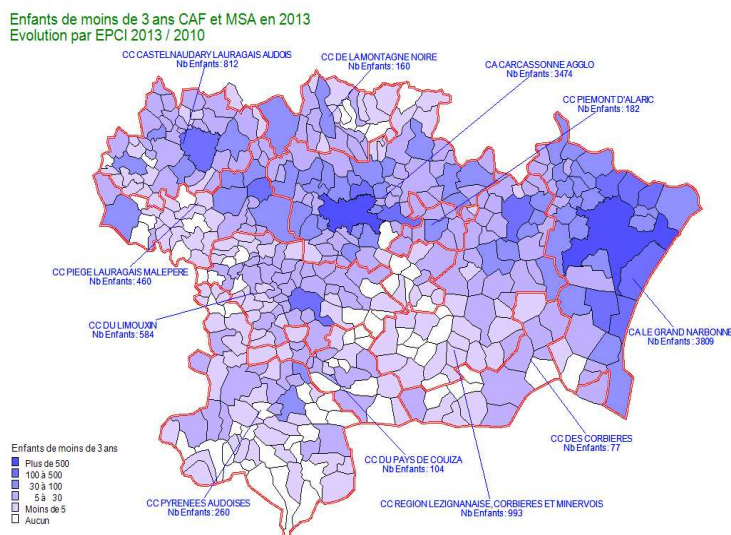 Enfants de moins de 3 ans CAF et MSA en 2013
Evolution par EPCI 2013 / 2010
CC CASTELNAUDARY LAURAGAIS AUDOIS
Nb Enfants: 812
CC DE LA MONTAGNE NOIRE
Nb Enfants: 160
CA CARCASSONNE AGGLO
Nb Enfants: 3474
CC PIEMONT D'ALARIC
Nb Enfants: 182
CC PIEGE LAURAGAIS MALEPERE
Nb Enfants: 460
CC DU LIMOUXIN
Nb Enfants: 584
CA LE GRAND NARBONNE
Nb Enfants: 3809
CC DES CORBIERES
Nb Enfants: 77
CC DU PAYS DE COUIZA
Nb Enfants: 104
CC PYRENEES AUDOISES
Nb Enfants: 260
CC REGION LEZIGNANAISE, CORBIERES ET MINERVOIS
Nb Enfants: 993
Enfants de moins de 3 ans
Plus de 500
100 à 500
30 à 100
5 à 30
Moins de 5
Aucun